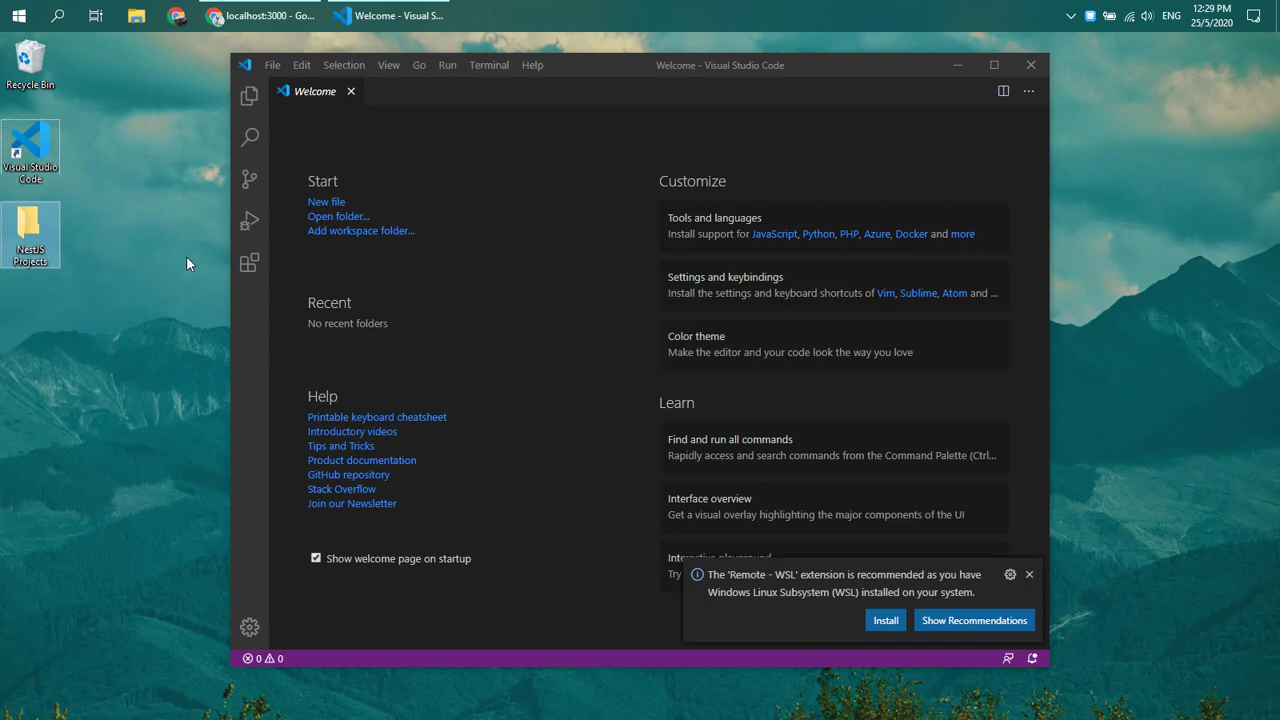 localhost:3000 - Go...
Welcome - Visual S...
ENG
12:29 PM
25/5/2020
Recycle Bin
Visual Studio
Code
NestJS
Projects
File Edit Selection View Go Run Terminal Help
Welcome - Visual Studio Code
Welcome
Start
New file
Open folder...
Add workspace folder...
Recent
No recent folders
Help
Printable keyboard cheatsheet
Introductory videos
Tips and Tricks
Product documentation
GitHub repository
Stack Overflow
Join our Newsletter
Show welcome page on startup
Customize
Tools and languages
Install support for JavaScript, Python, PHP, Azure, Docker and more
Settings and keybindings
Install the settings and keyboard shortcuts of Vim, Sublime, Atom and ...
Color theme
Make the editor and your code look the way you love
Learn
Find and run all commands
Rapidly access and search commands from the Command Palette (Ctrl...
Interface overview
Get a visual overlay highlighting the major components of the UI
Interactive playground
Try
The 'Remote - WSL' extension is recommended as you have
Windows Linux Subsystem (WSL) installed on your system.
Install
Show Recommendations
0 0